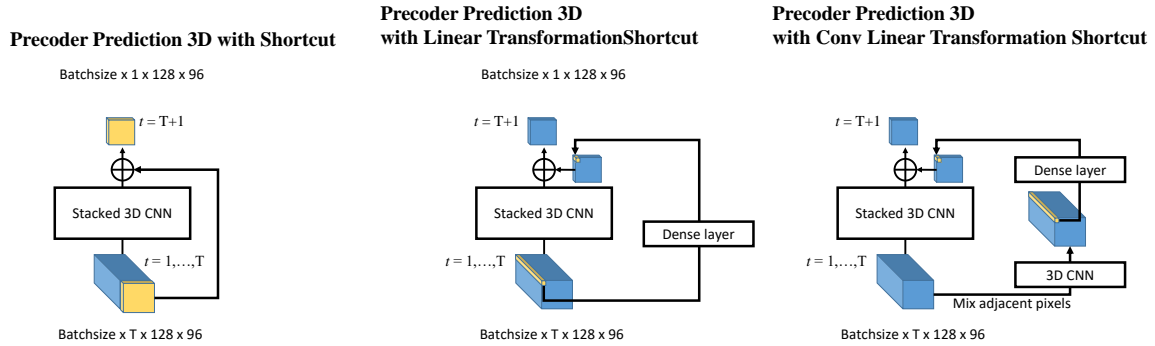 Precoder Prediction 3D with Shortcut
Batchsize x 1 x 128 x 96
t = T+1
Stacked 3D CNN
t = 1,…,T
Batchsize x T x 128 x 96
Precoder Prediction 3D
with Linear TransformationShortcut
Batchsize x 1 x 128 x 96
t = T+1
Stacked 3D CNN
Dense layer
t = 1,…,T
Batchsize x T x 128 x 96
Precoder Prediction 3D
with Conv Linear Transformation Shortcut
t = T+1
Dense layer
Stacked 3D CNN
t = 1,…,T
3D CNN
Mix adjacent pixels
Batchsize x T x 128 x 96